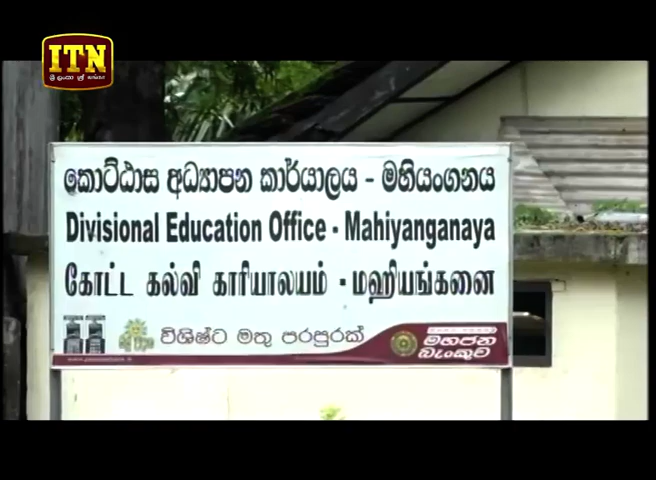 ITN
ශ්‍රී ලංකා ශ්‍රී லங்கா
කොට්ඨාස අධ්‍යාපන කාර්යාලය - මහියංගනය
Divisional Education Office - Mahiyanganaya
கோட்ட கல்வி காரியாலயம் - மஹியங்கனை
විශිෂ්ට මතු පරපුරක්
මහජන
බැංකුව